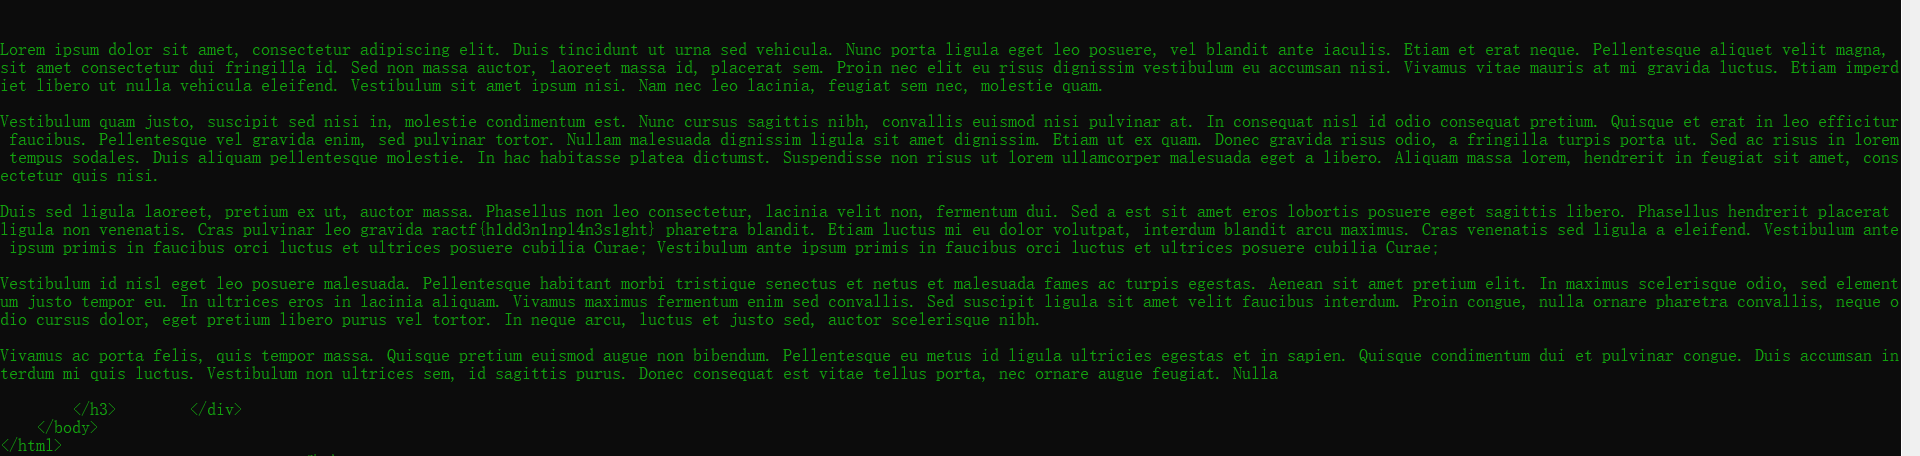 Lorem ipsum dolor sit amet, consectetur adipiscing elit. Duis tincidunt ut urna sed vehicula. Nunc porta ligula eget leo posuere, vel blandit ante iaculis. Etiam et erat neque. Pellentesque aliquet velit magna,
sit amet consectetur dui fringilla id. Sed non massa auctor, laoreet massa id, placerat sem. Proin nec elit eu risus dignissim vestibulum eu accumsan nisi. Vivamus vitae mauris at mi gravida luctus. Etiam imperd
iet libero ut nulla vehicula eleifend. Vestibulum sit amet ipsum nisi. Nam nec leo lacinia, feugiat sem nec, molestie quam.
Vestibulum quam justo, suscipit sed nisi in, molestie condimentum est. Nunc cursus sagittis nibh, convallis euismod nisi pulvinar at. In consequat nisl id odio consequat pretium. Quisque et erat in leo efficitur
faucibus. Pellentesque vel gravida enim, sed pulvinar tortor. Nullam malesuada dignissim ligula sit amet dignissim. Etiam ut ex quam. Donec gravida risus odio, a fringilla turpis porta ut. Sed ac risus in lorem
tempus sodales. Duis aliquam pellentesque molestie. In hac habitasse platea dictumst. Suspendisse non risus ut lorem ullamcorper malesuada eget a libero. Aliquam massa lorem, hendrerit in feugiat sit amet, cons
ectetur quis nisi.
Duis sed ligula laoreet, pretium ex ut, auctor massa. Phasellus non leo consectetur, lacinia velit non, fermentum dui. Sed a est sit amet eros lobortis posuere eget sagittis libero. Phasellus hendrerit placerat
ligula non venenatis. Cras pulvinar leo gravida ractf{h1dd3n1npl4n3s1ght} pharetra blandit. Etiam luctus mi eu dolor volutpat, interdum blandit arcu maximus. Cras venenatis sed ligula a eleifend. Vestibulum ante
ipsum primis in faucibus orci luctus et ultrices posuere cubilia Curae; Vestibulum ante ipsum primis in faucibus orci luctus et ultrices posuere cubilia Curae;
Vestibulum id nisl eget leo posuere malesuada. Pellentesque habitant morbi tristique senectus et netus et malesuada fames ac turpis egestas. Aenean sit amet pretium elit. In maximus scelerisque odio, sed element
um justo tempor eu. In ultrices eros in lacinia aliquam. Vivamus maximus fermentum enim sed convallis. Sed suscipit ligula sit amet velit faucibus interdum. Proin congue, nulla ornare pharetra convallis, neque o
dio cursus dolor, eget pretium libero purus vel tortor. In neque arcu, luctus et justo sed, auctor scelerisque nibh.
Vivamus ac porta felis, quis tempor massa. Quisque pretium euismod augue non bibendum. Pellentesque eu metus id ligula ultricies egestas et in sapien. Quisque condimentum dui et pulvinar congue. Duis accumsan in
terdum mi quis luctus. Vestibulum non ultrices sem, id sagittis purus. Donec consequat est vitae tellus porta, nec ornare augue feugiat. Nulla
</h3> </div>
</body>
</html>